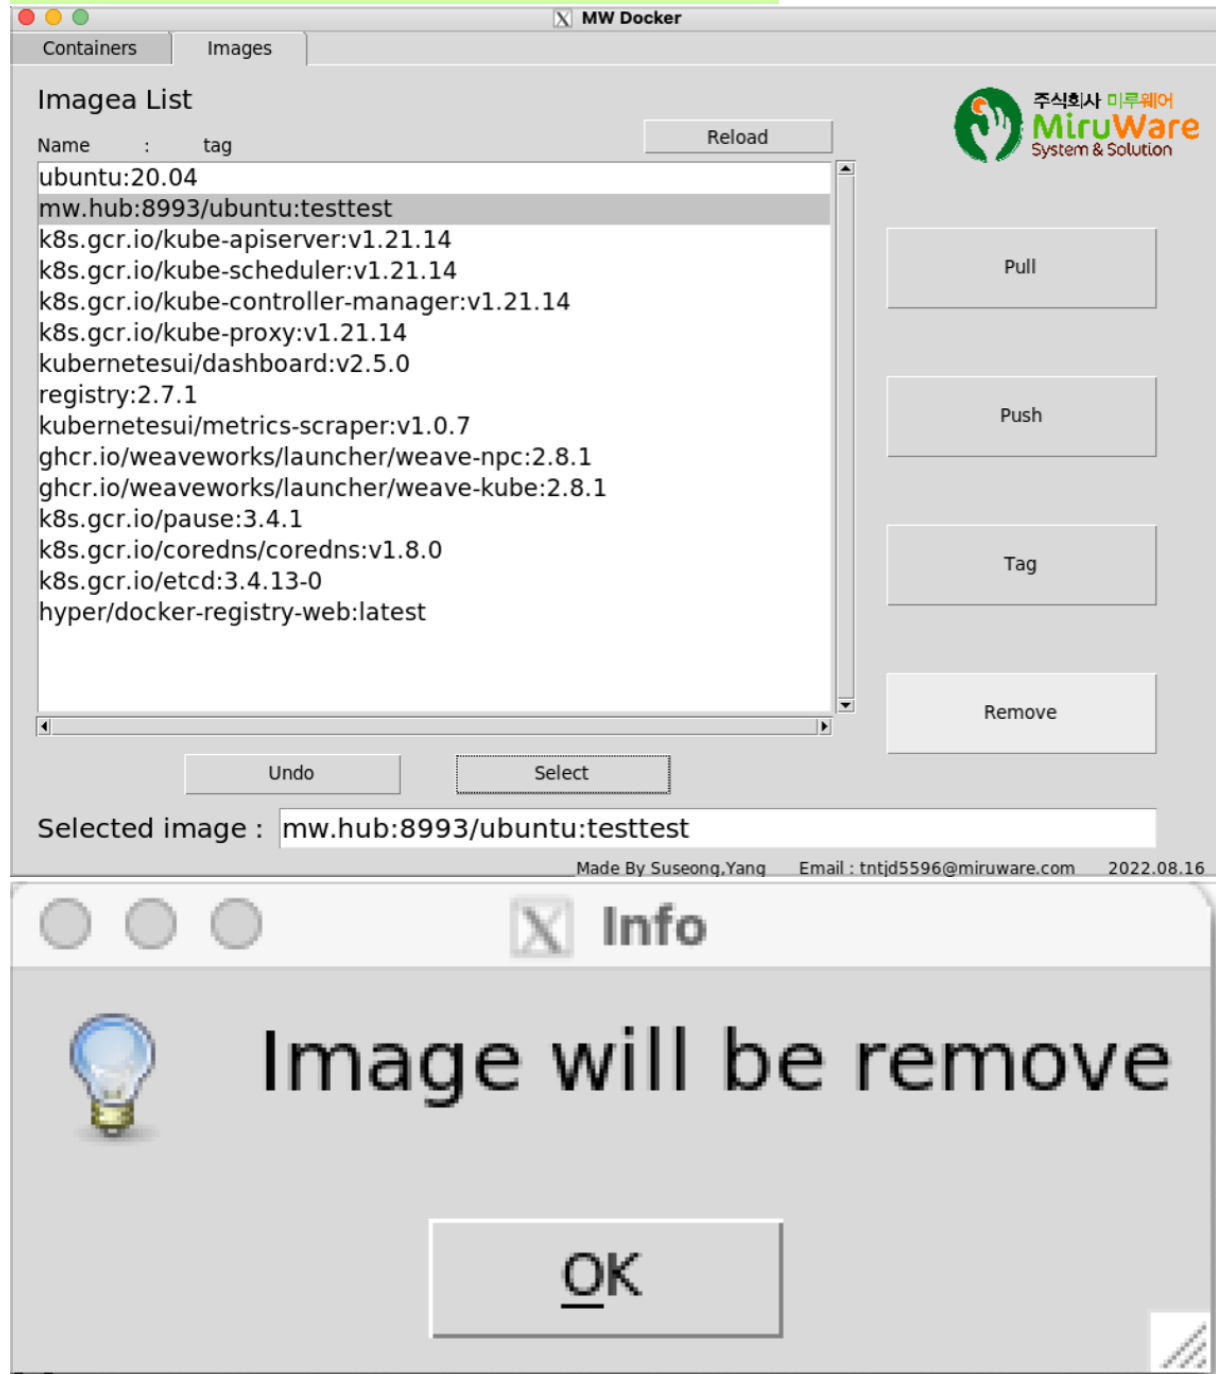 MW Docker
Containers Images
Imagea List
주식회사 미루웨어
MiruWare
System & Solution
Name : tag Reload
ubuntu:20.04
mw.hub:8993/ubuntu:testtest
k8s.gcr.io/kube-apiserver:v1.21.14
k8s.gcr.io/kube-scheduler:v1.21.14
k8s.gcr.io/kube-controller-manager:v1.21.14
k8s.gcr.io/kube-proxy:v1.21.14
kubernetesui/dashboard:v2.5.0
registry:2.7.1
kubernetesui/metrics-scraper:v1.0.7
ghcr.io/weaveworks/launcher/weave-npc:2.8.1
ghcr.io/weaveworks/launcher/weave-kube:2.8.1
k8s.gcr.io/pause:3.4.1
k8s.gcr.io/coredns/coredns:v1.8.0
k8s.gcr.io/etcd:3.4.13-0
hyper/docker-registry-web:latest
Pull
Push
Tag
Remove
Undo Select
Selected image : mw.hub:8993/ubuntu:testtest
Made By Suseong,Yang Email : tntjd5596@miruware.com 2022.08.16
Info
Image will be remove
OK